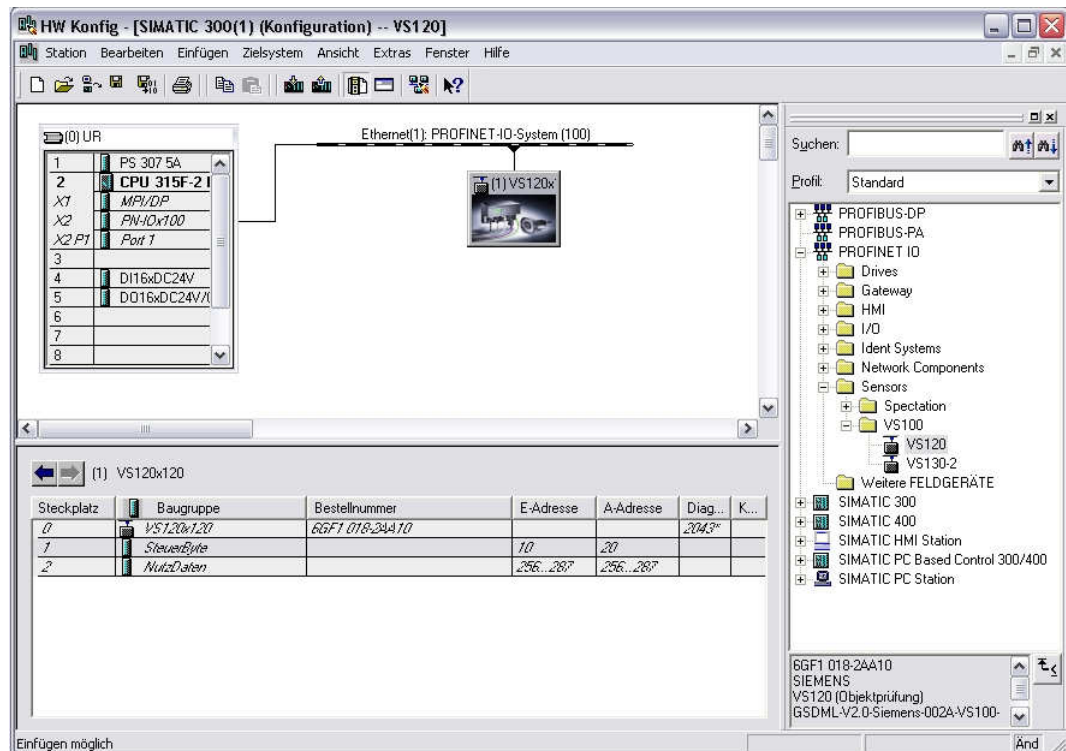 HW Konfig - [SIMATIC 300(1) (Konfiguration) -- VS120]
Station Bearbeiten Einfügen Zielsystem Ansicht Extras Fenster Hilfe
(0) UR
1 PS 307 5A
2 CPU 315F-2
X1 MPI/DP
X2 PN-IOx100
X2 P1 Port 1
3
4 DI16xDC24V
5 DO16xDC24V/
6
7
8
Ethernet(1): PROFINET-IO-System (100)
(1) VS120x
(1) VS120x120
Steckplatz Baugruppe Bestellnummer E-Adresse A-Adresse Diag... K...
0 VS120x120 6GF1 018-2AA10 2043*
1 SteuerByte 10 20
2 NutzDaten 256...287 256...287
Suchen:
Profil: Standard
PROFIBUS-DP
PROFIBUS-PA
PROFINET IO
Drives
Gateway
HMI
I/O
Ident Systems
Network Components
Sensors
Spectation
VS100
VS120
VS130-2
Weitere FELDGERÄTE
SIMATIC 300
SIMATIC 400
SIMATIC HMI Station
SIMATIC PC Based Control 300/400
SIMATIC PC Station
6GF1 018-2AA10
SIEMENS
VS120 (Objektprüfung)
GSDML-V2.0-Siemens-002A-VS100-
Einfügen möglich
Änd